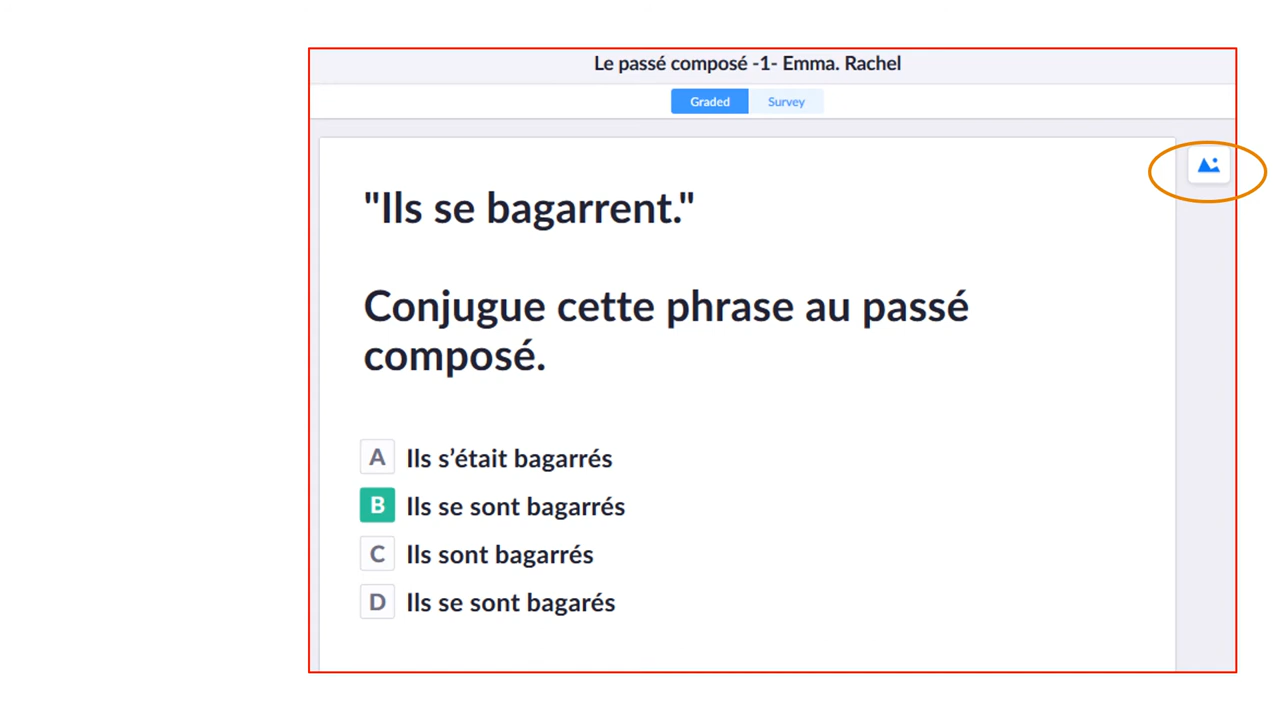 Le passé composé -1- Emma. Rachel
Graded Survey
"Ils se bagarrent."
Conjugue cette phrase au passé
composé.
A Ils s’était bagarrés
B Ils se sont bagarrés
C Ils sont bagarrés
D Ils se sont bagarés